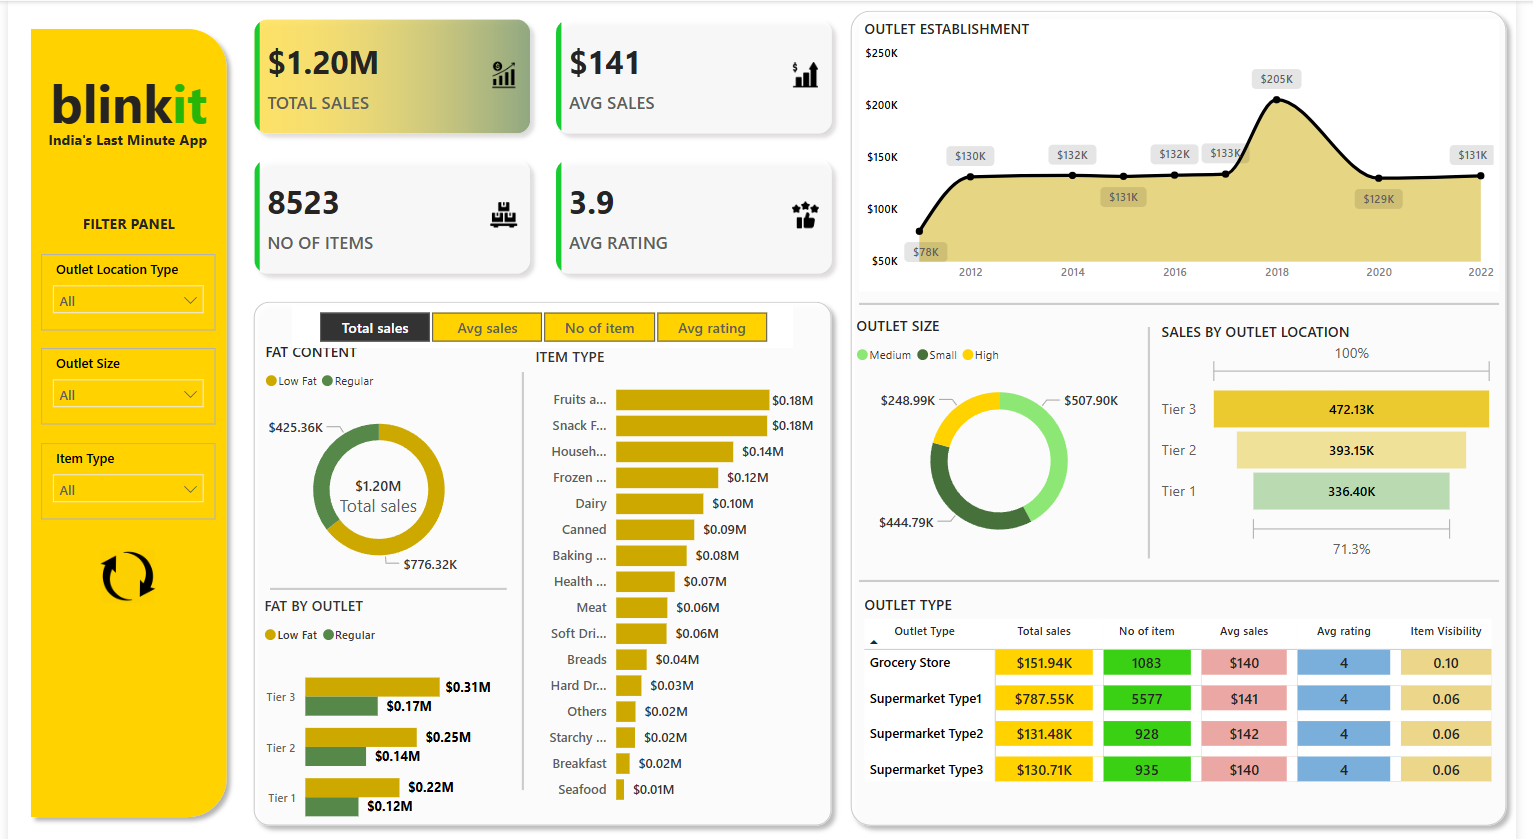 blinkit
India's Last Minute App
FILTER PANEL
Outlet Location Type
All
Outlet Size
All
Item Type
All
$1.20M
TOTAL SALES
$141
AVG SALES
8523
NO OF ITEMS
3.9
AVG RATING
Total sales Avg sales No of item Avg rating
FAT CONTENT
Low Fat Regular
$425.36K
$1.20M
Total sales
$776.32K
FAT BY OUTLET
Low Fat Regular
Tier 3 $0.31M
$0.17M
Tier 2 $0.25M
$0.14M
Tier 1 $0.22M
$0.12M
ITEM TYPE
Fruits a... $0.18M
Snack F... $0.18M
Househ... $0.14M
Frozen ... $0.12M
Dairy $0.10M
Canned $0.09M
Baking ... $0.08M
Health ... $0.07M
Meat $0.06M
Soft Dri... $0.06M
Breads $0.04M
Hard Dr... $0.03M
Others $0.02M
Starchy ... $0.02M
Breakfast $0.02M
Seafood $0.01M
OUTLET ESTABLISHMENT
$250K
$200K
$150K
$100K
$50K
$78K
$130K
$132K
$131K
$132K
$133K
$205K
$129K
$131K
2012 2014 2016 2018 2020 2022
OUTLET SIZE
Medium Small High
$248.99K
$507.90K
$444.79K
SALES BY OUTLET LOCATION
100%
Tier 3 472.13K
Tier 2 393.15K
Tier 1 336.40K
71.3%
OUTLET TYPE
Outlet Type Total sales No of item Avg sales Avg rating Item Visibility
Grocery Store $151.94K 1083 $140 4 0.10
Supermarket Type1 $787.55K 5577 $141 4 0.06
Supermarket Type2 $131.48K 928 $142 4 0.06
Supermarket Type3 $130.71K 935 $140 4 0.06